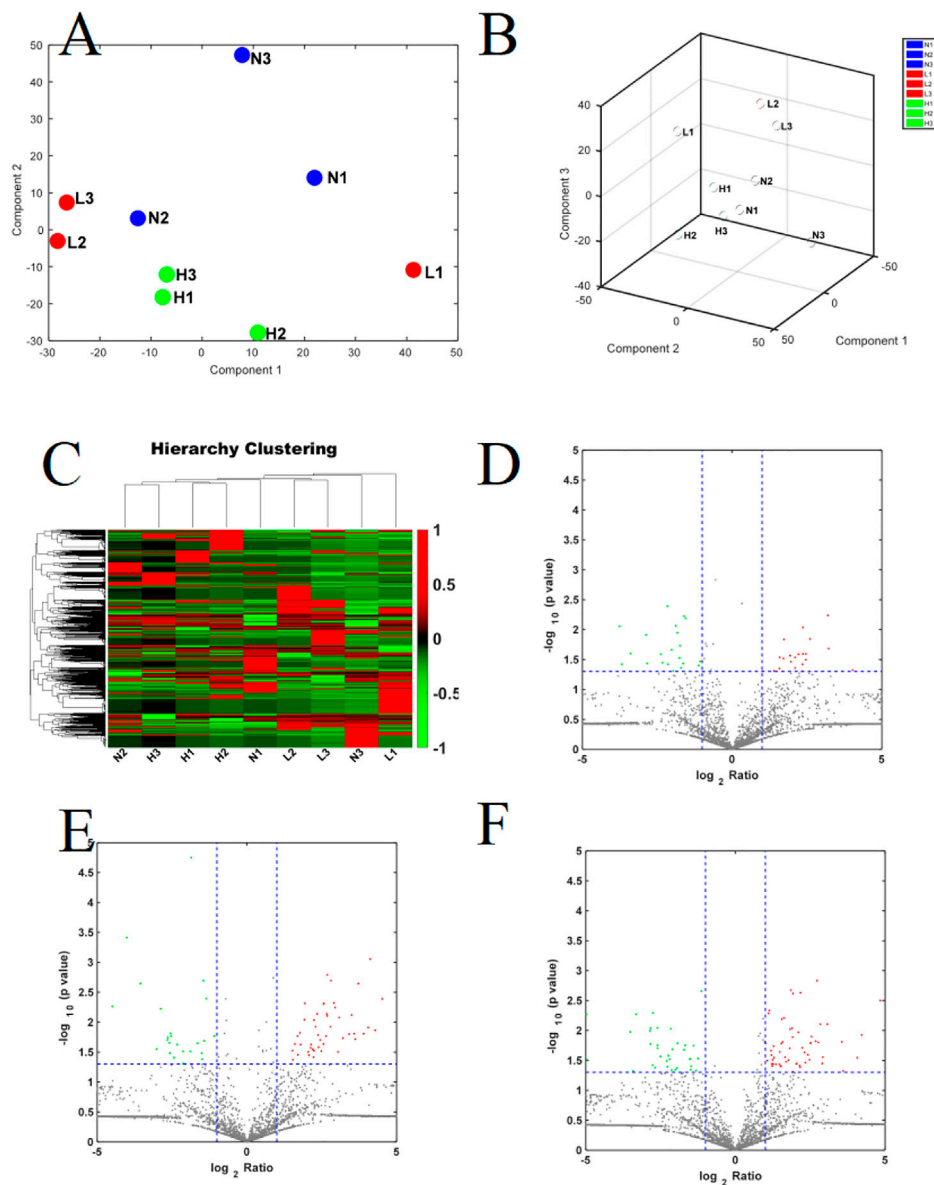 A
50
40
30
20
10
0
-10
-20
-30
-30
-20
-10
0
10
20
30
40
50
Component 2
Component 1
N3
N1
L3
N2
L2
H3
H1
L1
H2
B
40
20
0
-20
-40
-50
0
50
50
0
-50
Component 3
Component 2
Component 1
L2
L3
L1
N2
H1
N1
H3
H2
N3
N1
N2
N3
L1
L2
L3
H1
H2
H3
C
Hierarchy Clustering
1
0.5
0
-0.5
-1
N2
H3
H1
H2
N1
L2
L3
N3
L1
D
5
4.5
4
3.5
3
2.5
2
1.5
1
0.5
0
-5
0
5
-log 10 (p value)
log 2 Ratio
E
5
4.5
4
3.5
3
2.5
2
1.5
1
0.5
0
-5
0
5
-log 10 (p value)
log 2 Ratio
F
5
4.5
4
3.5
3
2.5
2
1.5
1
0.5
0
-5
0
5
-log 10 (p value)
log 2 Ratio